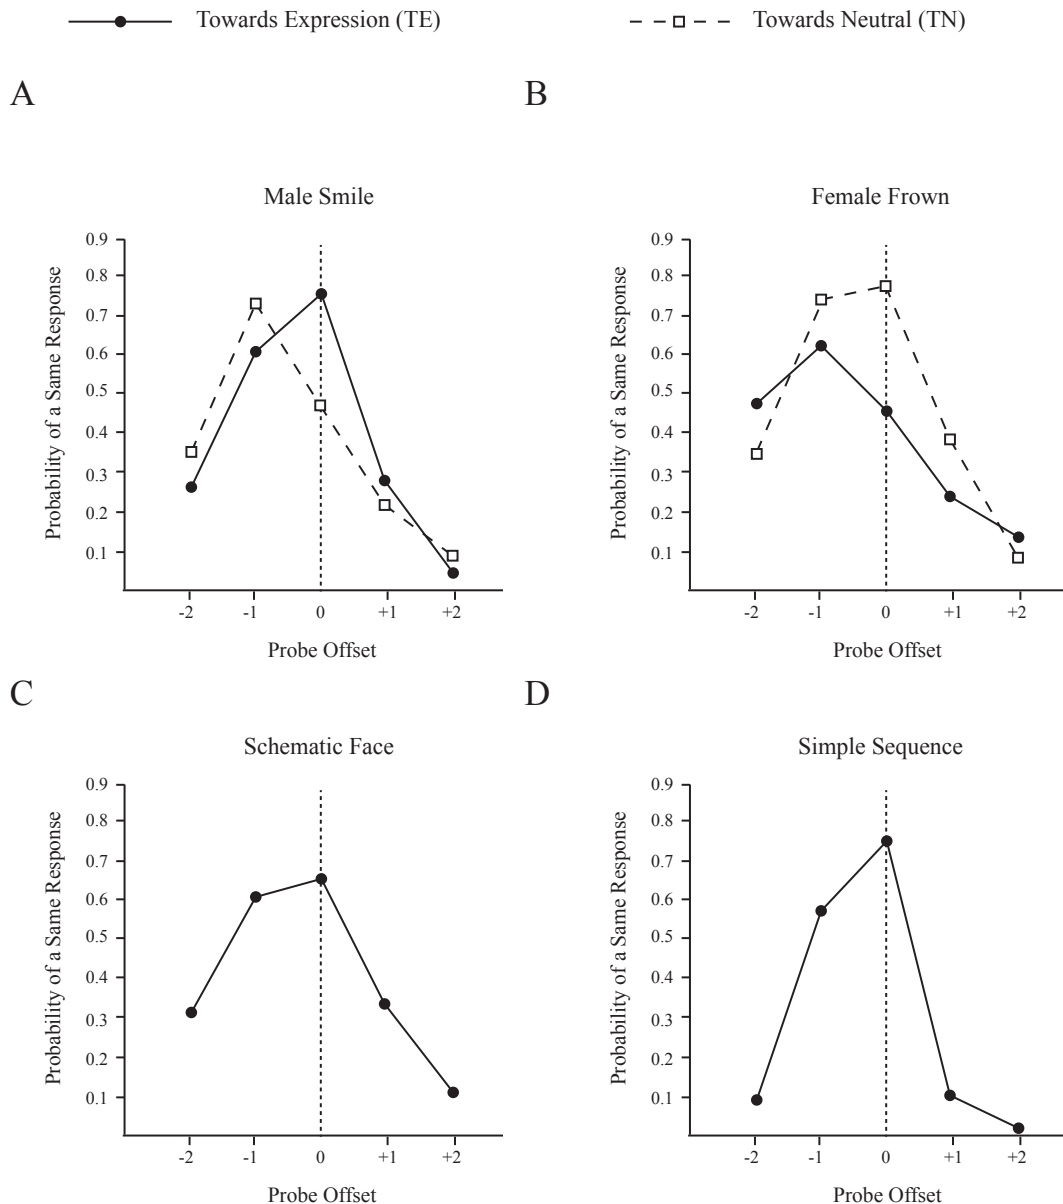 Towards Expression (TE)
Towards Neutral (TN)
A
B
Male Smile
Probability of a Same Response
0.9
0.8
0.7
0.6
0.5
0.4
0.3
0.2
0.1
-2 -1 0 +1 +2
Probe Offset
Female Frown
Probability of a Same Response
0.9
0.8
0.7
0.6
0.5
0.4
0.3
0.2
0.1
-2 -1 0 +1 +2
Probe Offset
C
D
Schematic Face
Probability of a Same Response
0.9
0.8
0.7
0.6
0.5
0.4
0.3
0.2
0.1
-2 -1 0 +1 +2
Probe Offset
Simple Sequence
Probability of a Same Response
0.9
0.8
0.7
0.6
0.5
0.4
0.3
0.2
0.1
-2 -1 0 +1 +2
Probe Offset